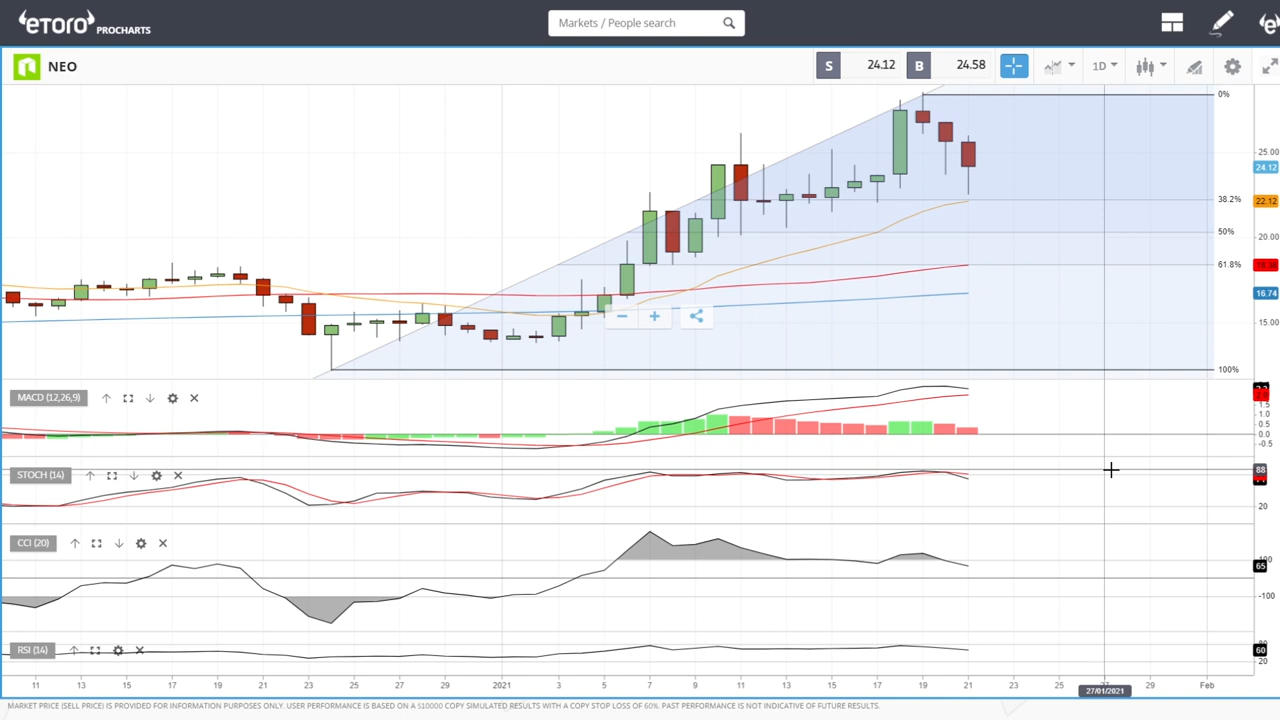 eToro PROCHARTS
Markets / People search
NEO
S 24.12 B 24.58
1D
0%
25.00
24.12
38.2%
22.12
50%
20.00
61.8%
16.74
15.00
100%
MACD (12,26,9)
1.5
1.0
0.5
0.0
-0.5
STOCH (14)
88
20
CCI (20)
100
65
-100
RSI (14)
80
60
20
11 13 15 17 19 21 23 25 27 29 2021 3 5 7 9 11 13 15 17 19 21 23 25 27 29 Feb
27/01/2021
MARKET PRICE (SELL PRICE) IS PROVIDED FOR INFORMATION PURPOSES ONLY. USER PERFORMANCE IS BASED ON A $10000 COPY SIMULATED RESULTS WITH A COPY STOP LOSS OF 60%. PAST PERFORMANCE IS NOT INDICATIVE OF FUTURE RESULTS.